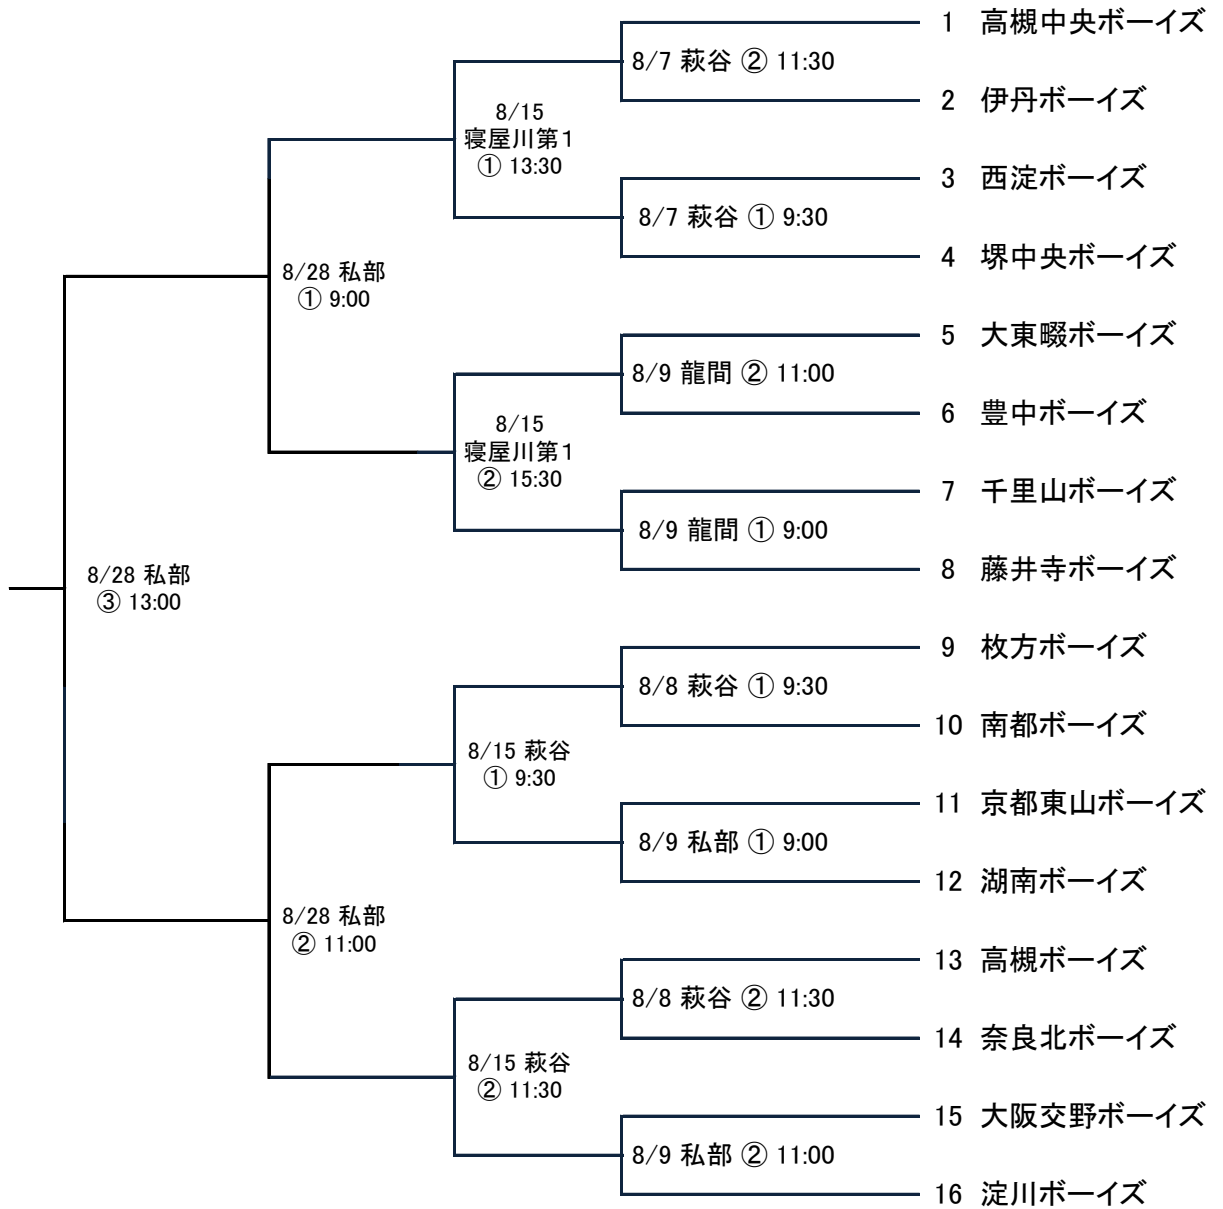 1 高槻中央ボーイズ
8/7 萩谷 ② 11:30
2 伊丹ボーイズ
8/15
寝屋川第1
① 13:30
3 西淀ボーイズ
8/7 萩谷 ① 9:30
4 堺中央ボーイズ
8/28 私部
① 9:00
5 大東畷ボーイズ
8/9 龍間 ② 11:00
6 豊中ボーイズ
8/15
寝屋川第1
② 15:30
7 千里山ボーイズ
8/9 龍間 ① 9:00
8 藤井寺ボーイズ
8/28 私部
③ 13:00
9 枚方ボーイズ
8/8 萩谷 ① 9:30
10 南都ボーイズ
8/15 萩谷
① 9:30
11 京都東山ボーイズ
8/9 私部 ① 9:00
12 湖南ボーイズ
8/28 私部
② 11:00
13 高槻ボーイズ
8/8 萩谷 ② 11:30
14 奈良北ボーイズ
8/15 萩谷
② 11:30
15 大阪交野ボーイズ
8/9 私部 ② 11:00
16 淀川ボーイズ